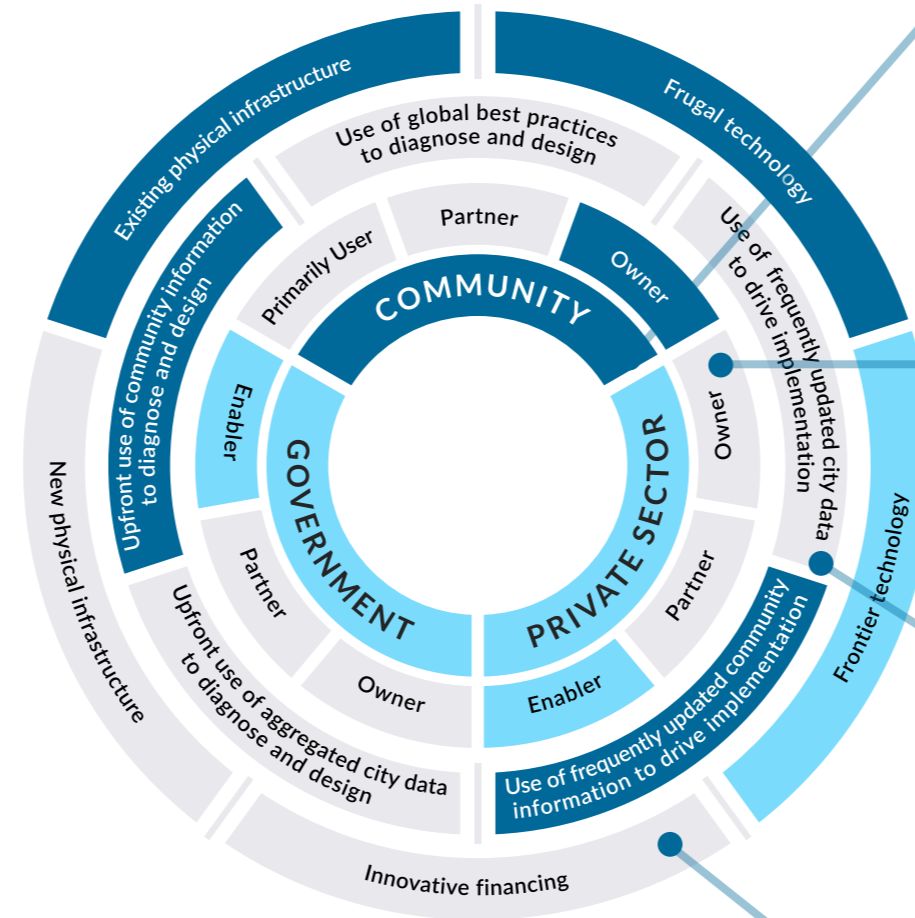 Existing physical infrastructure
Frugal technology
Frontier technology
Innovative financing
New physical infrastructure
Use of global best practices
to diagnose and design
Use of frequently updated city data
to drive implementation
Use of frequently updated community
information to drive implementation
Upfront use of aggregated city data
to diagnose and design
Upfront use of community information
to diagnose and design
Primarily User
Partner
Owner
Owner
Partner
Enabler
Owner
Partner
Enabler
COMMUNITY
PRIVATE SECTOR
GOVERNMENT